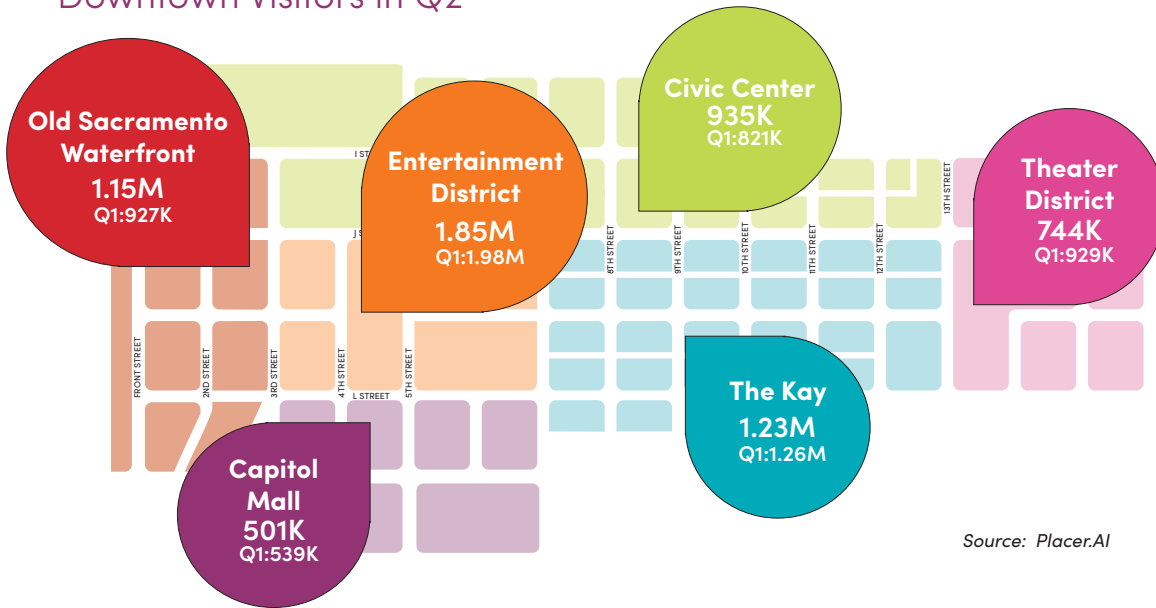 Downtown Visitors in Q2
Old Sacramento
Waterfront
1.15M
Q1:927K
Entertainment
District
1.85M
Q1:1.98M
Civic Center
935K
Q1:821K
Theater
District
744K
Q1:929K
The Kay
1.23M
Q1:1.26M
Capitol
Mall
501K
Q1:539K
I ST
J S
L STREET
FRONT STREET
2ND STREET
3RD STREET
4TH STREET
5TH STREET
8TH STREET
9TH STREET
10TH STREET
11TH STREET
12TH STREET
13TH STREET
Source: Placer.AI